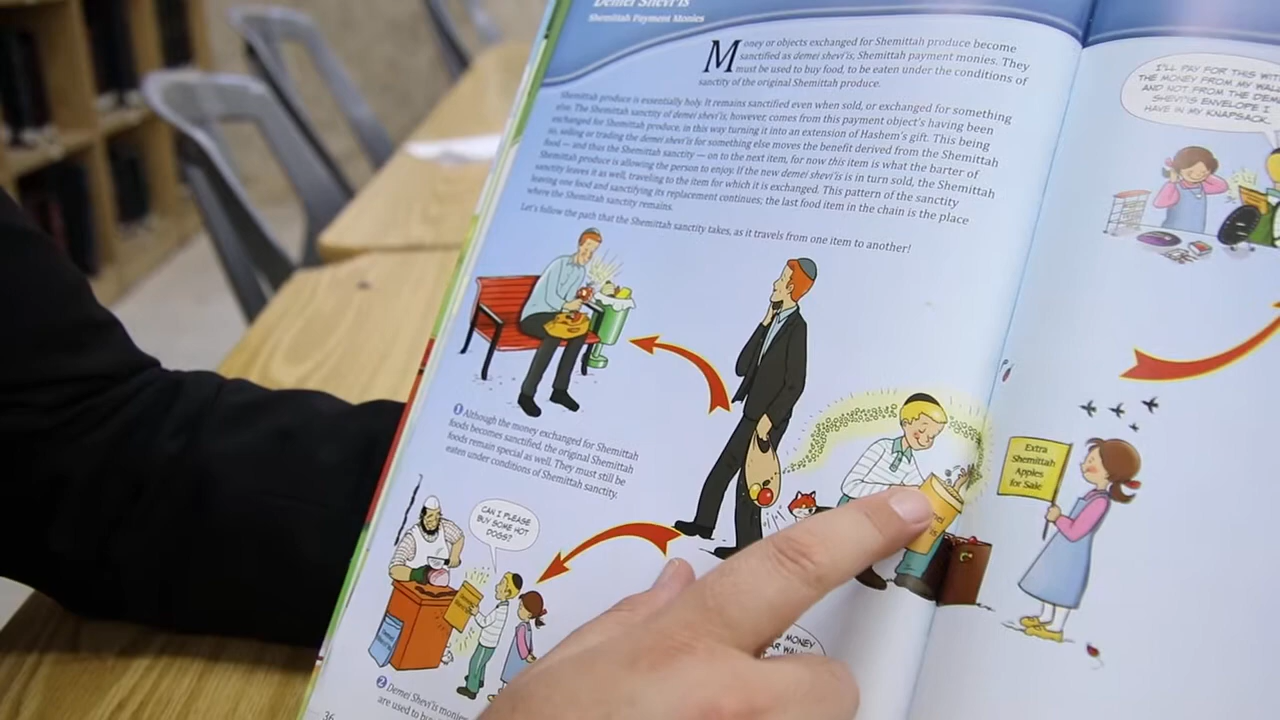 Demei Shevi'is
Shemittah Payment Monies
Money or objects exchanged for Shemittah produce become
sanctified as demei shevi'is, Shemittah payment monies. They
must be used to buy food, to be eaten under the conditions of
sanctity of the original Shemittah produce.
Shemittah produce is essentially holy. It remains sanctified even when sold, or exchanged for something
else. The Shemittah sanctity of demei shevi'is, however, comes from this payment object's having been
exchanged for Shemittah produce, in this way turning it into an extension of Hashem's gift. This being
so, selling or trading the demei shevi'is for something else moves the benefit derived from the Shemittah
food — and thus the Shemittah sanctity — on to the next item, for now this item is what the barter of
Shemittah produce is allowing the person to enjoy. If the new demei shevi'is is in turn sold, the Shemittah
sanctity leaves it as well, traveling to the item for which it is exchanged. This pattern of the sanctity
leaving one food and sanctifying its replacement continues; the last food item in the chain is the place
where the Shemittah sanctity remains.
Let's follow the path that the Shemittah sanctity takes, as it travels from one item to another!
1 Although the money exchanged for Shemittah
foods becomes sanctified, the original Shemittah
foods remain special as well. They must still be
eaten under conditions of Shemittah sanctity.
CAN I PLEASE
BUY SOME HOT
DOGS?
2 Demei Shevi'is monies
are used to
36
MONEY
I'LL PAY FOR THIS WITH
THE MONEY FROM MY
AND NOT FROM THE
SHEVI'IS ENVELOPE I
HAVE IN MY KNAPSACK.
Extra
Shemittah
Apples
for Sale